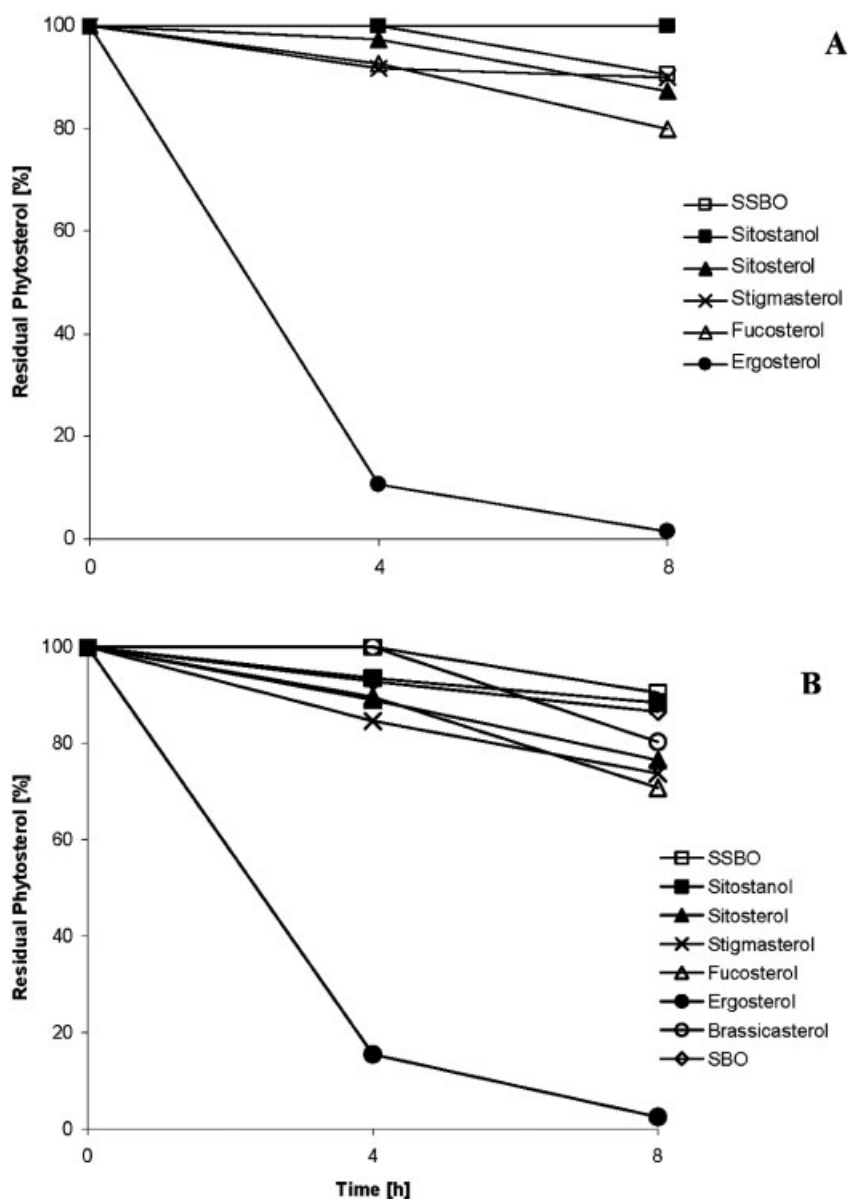 A
Residual Phytosterol [%]
100
80
60
40
20
0
0 4 8
SSBO
Sitostanol
Sitosterol
Stigmasterol
Fucosterol
Ergosterol
B
Residual Phytosterol [%]
100
80
60
40
20
0
0 4 8
Time [h]
SSBO
Sitostanol
Sitosterol
Stigmasterol
Fucosterol
Ergosterol
Brassicasterol
SBO